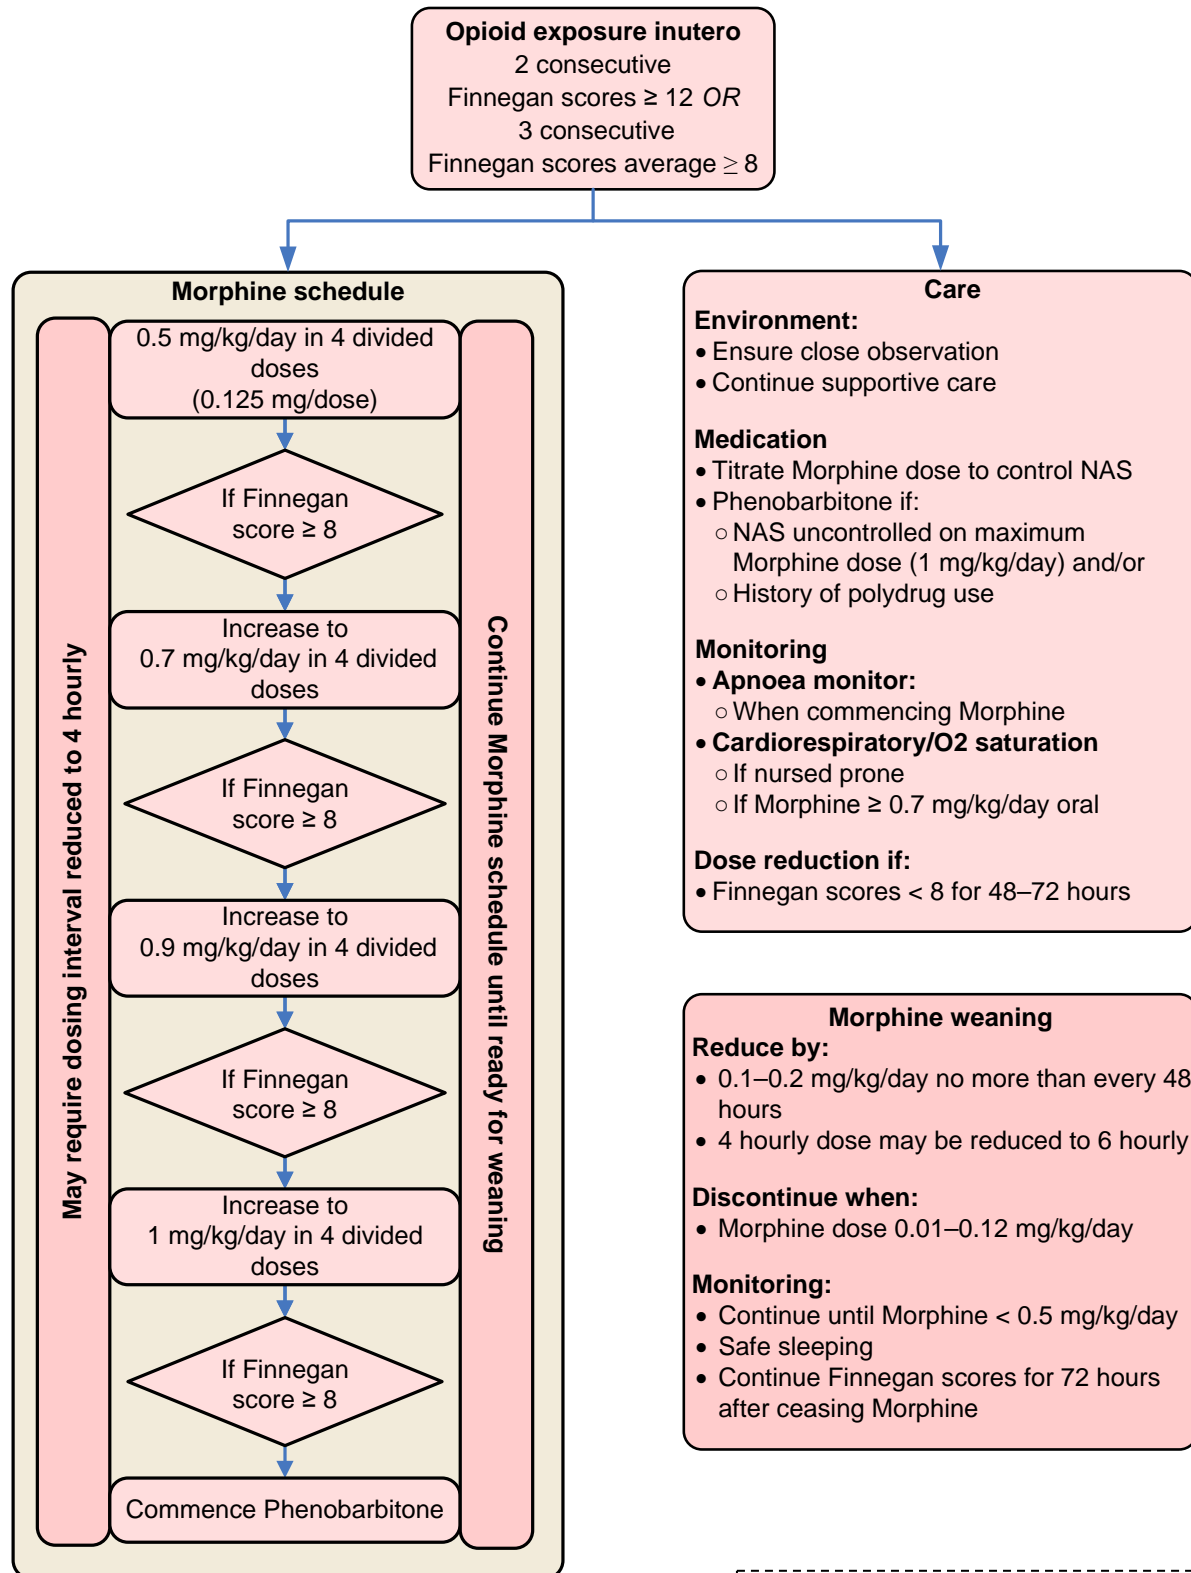 Opioid exposure inutero
2 consecutive
Finnegan scores ≥ 12 OR
3 consecutive
Finnegan scores average ≥ 8
Morphine schedule
May require dosing interval reduced to 4 hourly
0.5 mg/kg/day in 4 divided
doses
(0.125 mg/dose)
If Finnegan
score ≥ 8
Increase to
0.7 mg/kg/day in 4 divided
doses
If Finnegan
score ≥ 8
Increase to
0.9 mg/kg/day in 4 divided
doses
If Finnegan
score ≥ 8
Increase to
1 mg/kg/day in 4 divided
doses
If Finnegan
score ≥ 8
Commence Phenobarbitone
Continue Morphine schedule until ready for weaning
Care
Environment:
• Ensure close observation
• Continue supportive care
Medication
• Titrate Morphine dose to control NAS
• Phenobarbitone if:
○ NAS uncontrolled on maximum
Morphine dose (1 mg/kg/day) and/or
○ History of polydrug use
Monitoring
• Apnoea monitor:
○ When commencing Morphine
• Cardiorespiratory/O2 saturation
○ If nursed prone
○ If Morphine ≥ 0.7 mg/kg/day oral
Dose reduction if:
• Finnegan scores < 8 for 48–72 hours
Morphine weaning
Reduce by:
• 0.1–0.2 mg/kg/day no more than every 48
hours
• 4 hourly dose may be reduced to 6 hourly
Discontinue when:
• Morphine dose 0.01–0.12 mg/kg/day
Monitoring:
• Continue until Morphine < 0.5 mg/kg/day
• Safe sleeping
• Continue Finnegan scores for 72 hours
after ceasing Morphine